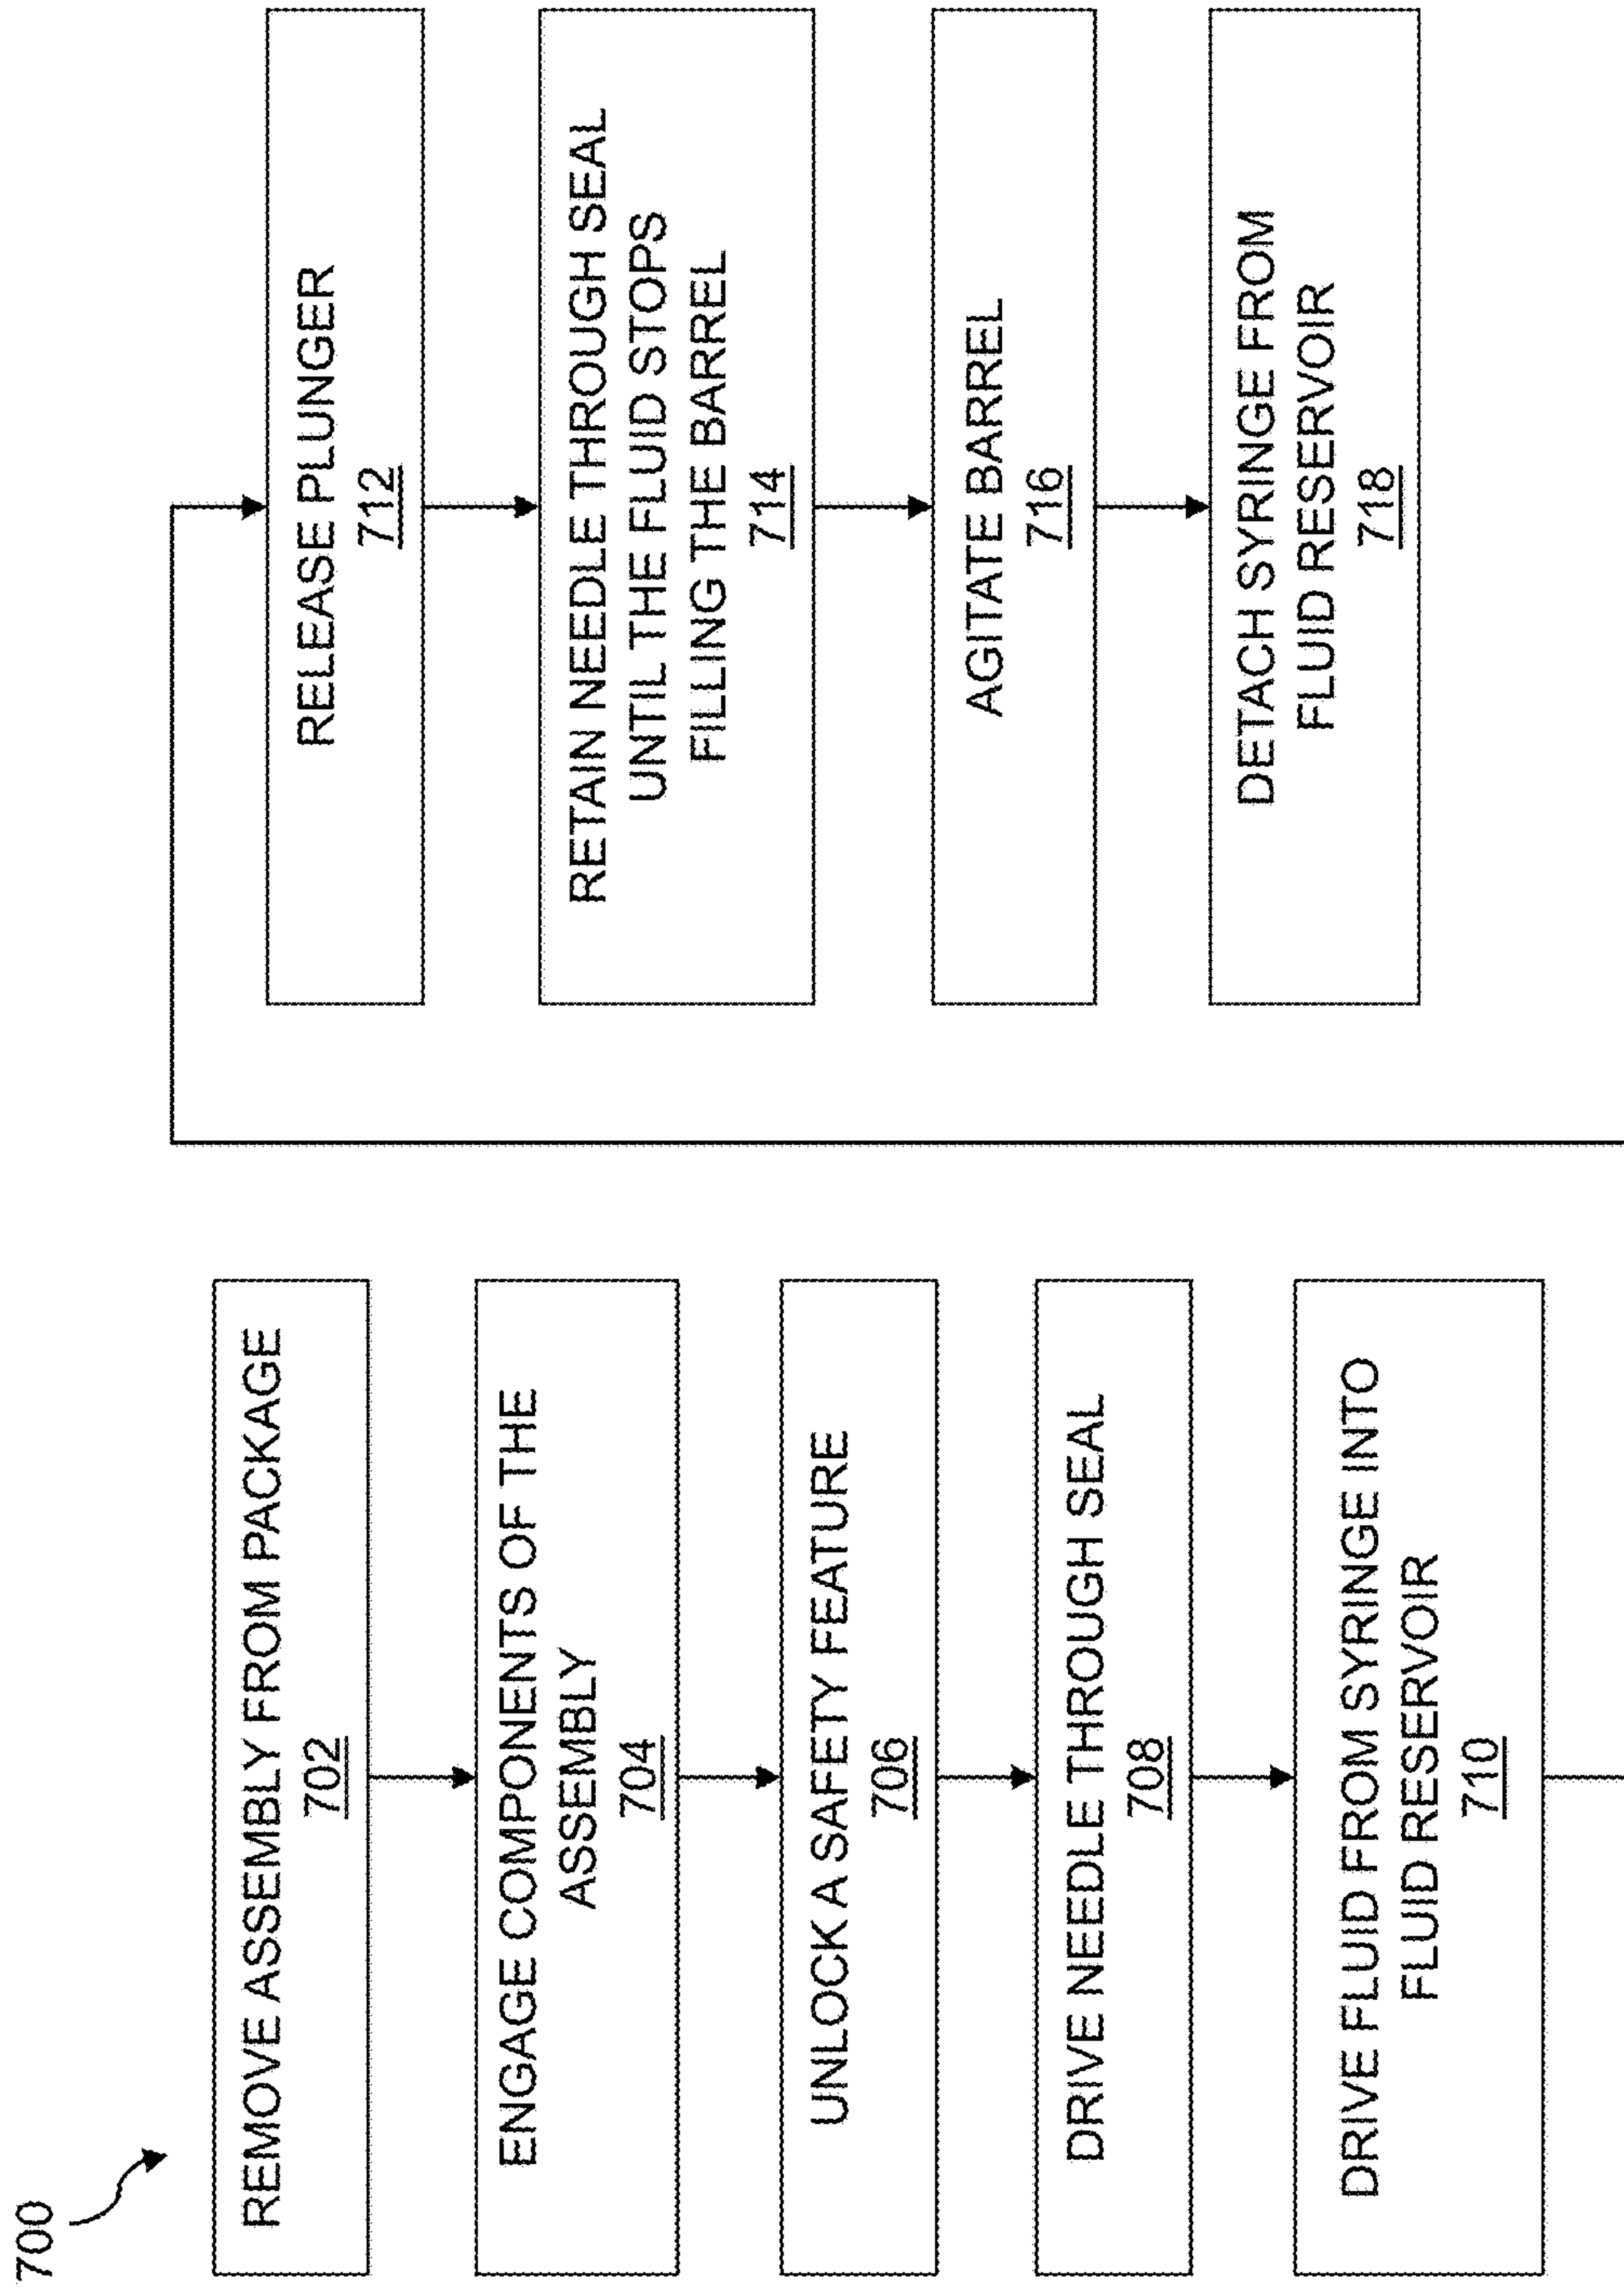 700
REMOVE ASSEMBLY FROM PACKAGE
702
ENGAGE COMPONENTS OF THE
ASSEMBLY
704
UNLOCK A SAFETY FEATURE
706
DRIVE NEEDLE THROUGH SEAL
708
DRIVE FLUID FROM SYRINGE INTO
FLUID RESERVOIR
710
RELEASE PLUNGER
712
RETAIN NEEDLE THROUGH SEAL
UNTIL THE FLUID STOPS
FILLING THE BARREL
714
AGITATE BARREL
716
DETACH SYRINGE FROM
FLUID RESERVOIR
718